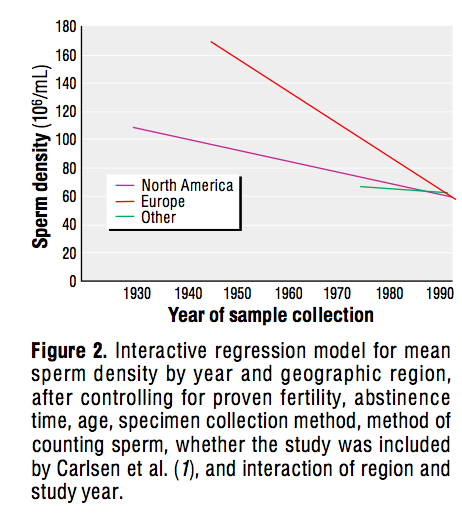 180
160
140
120
100
80
60
40
20
0
Sperm density (10⁶/mL)
North America
Europe
Other
1930 1940 1950 1960 1970 1980 1990
Year of sample collection
Figure 2. Interactive regression model for mean
sperm density by year and geographic region,
after controlling for proven fertility, abstinence
time, age, specimen collection method, method of
counting sperm, whether the study was included
by Carlsen et al. (1), and interaction of region and
study year.